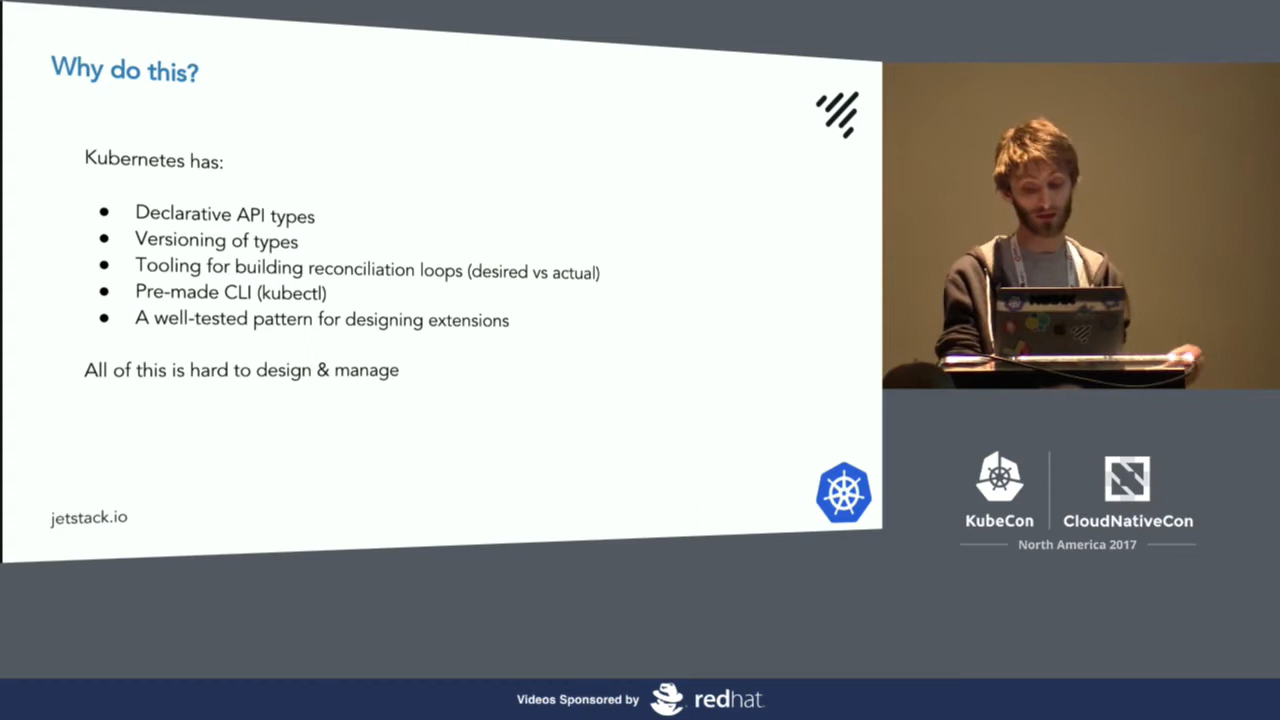 Why do this?
Kubernetes has:
● Declarative API types
● Versioning of types
● Tooling for building reconciliation loops (desired vs actual)
● Pre-made CLI (kubectl)
● A well-tested pattern for designing extensions
All of this is hard to design & manage
jetstack.io
KubeCon
CloudNativeCon
North America 2017
Videos Sponsored by
redhat.